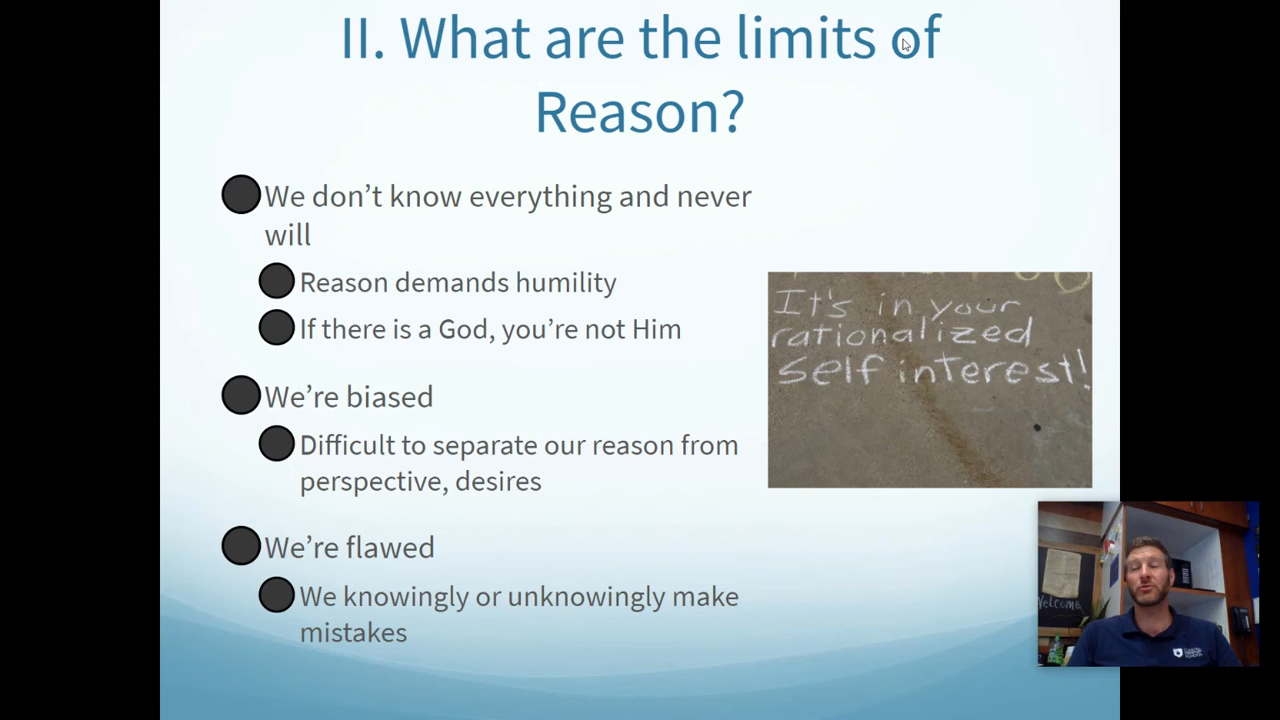 II. What are the limits of
Reason?
We don't know everything and never
will
Reason demands humility
If there is a God, you're not Him
We're biased
Difficult to separate our reason from
perspective, desires
We're flawed
We knowingly or unknowingly make
mistakes
It's in your
rationalized
self interest!
Welcome